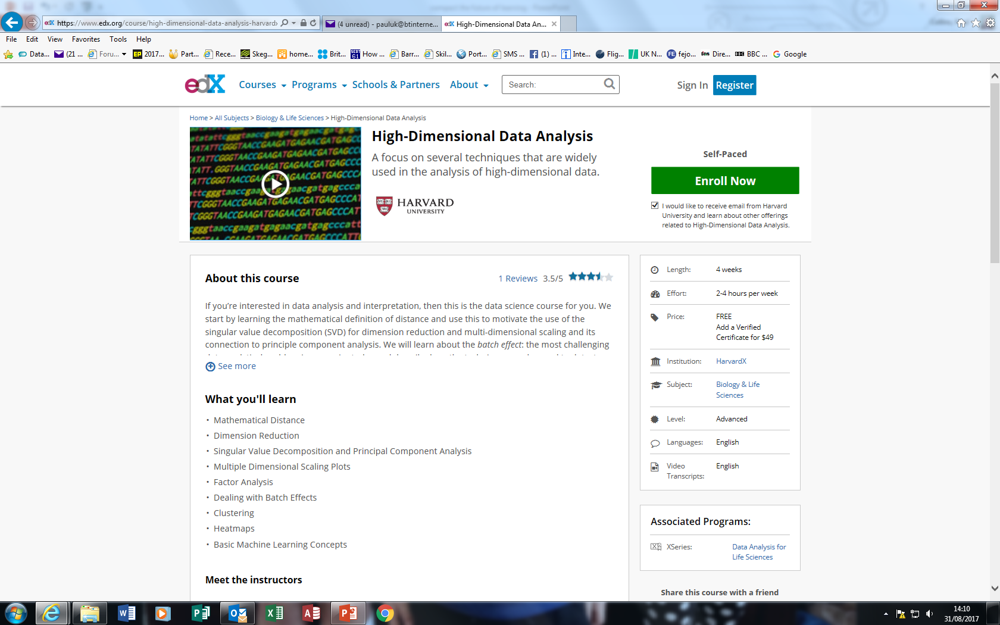 https://www.edx.org/course/high-dimensional-data-analysis-harvardx
(4 unread) - pauluk@btinterne...
edX High-Dimensional Data An...
File Edit View Favorites Tools Help
Data... (21 ... Foru... EP 2017... Part... Rece... Skeg... home... Brit... How ... Barr... Skil... Port... SMS ... (1) ... Inte... Flig... UK N... FE fejo... Dire... BBC ... Google
edX Courses Programs Schools & Partners About Search: Sign In Register
Home > All Subjects > Biology & Life Sciences > High-Dimensional Data Analysis
High-Dimensional Data Analysis
A focus on several techniques that are widely
used in the analysis of high-dimensional data.
HARVARD
UNIVERSITY
Self-Paced
Enroll Now
I would like to receive email from Harvard
University and learn about other offerings
related to High-Dimensional Data Analysis.
About this course
1 Reviews 3.5/5
If you’re interested in data analysis and interpretation, then this is the data science course for you. We
start by learning the mathematical definition of distance and use this to motivate the use of the
singular value decomposition (SVD) for dimension reduction and multi-dimensional scaling and its
connection to principle component analysis. We will learn about the batch effect: the most challenging
See more
What you'll learn
• Mathematical Distance
• Dimension Reduction
• Singular Value Decomposition and Principal Component Analysis
• Multiple Dimensional Scaling Plots
• Factor Analysis
• Dealing with Batch Effects
• Clustering
• Heatmaps
• Basic Machine Learning Concepts
Meet the instructors
Length: 4 weeks
Effort: 2-4 hours per week
Price: FREE
Add a Verified
Certificate for $49
Institution: HarvardX
Subject: Biology & Life
Sciences
Level: Advanced
Languages: English
Video English
Transcripts:
Associated Programs:
XSeries: Data Analysis for
Life Sciences
Share this course with a friend
14:10
31/08/2017